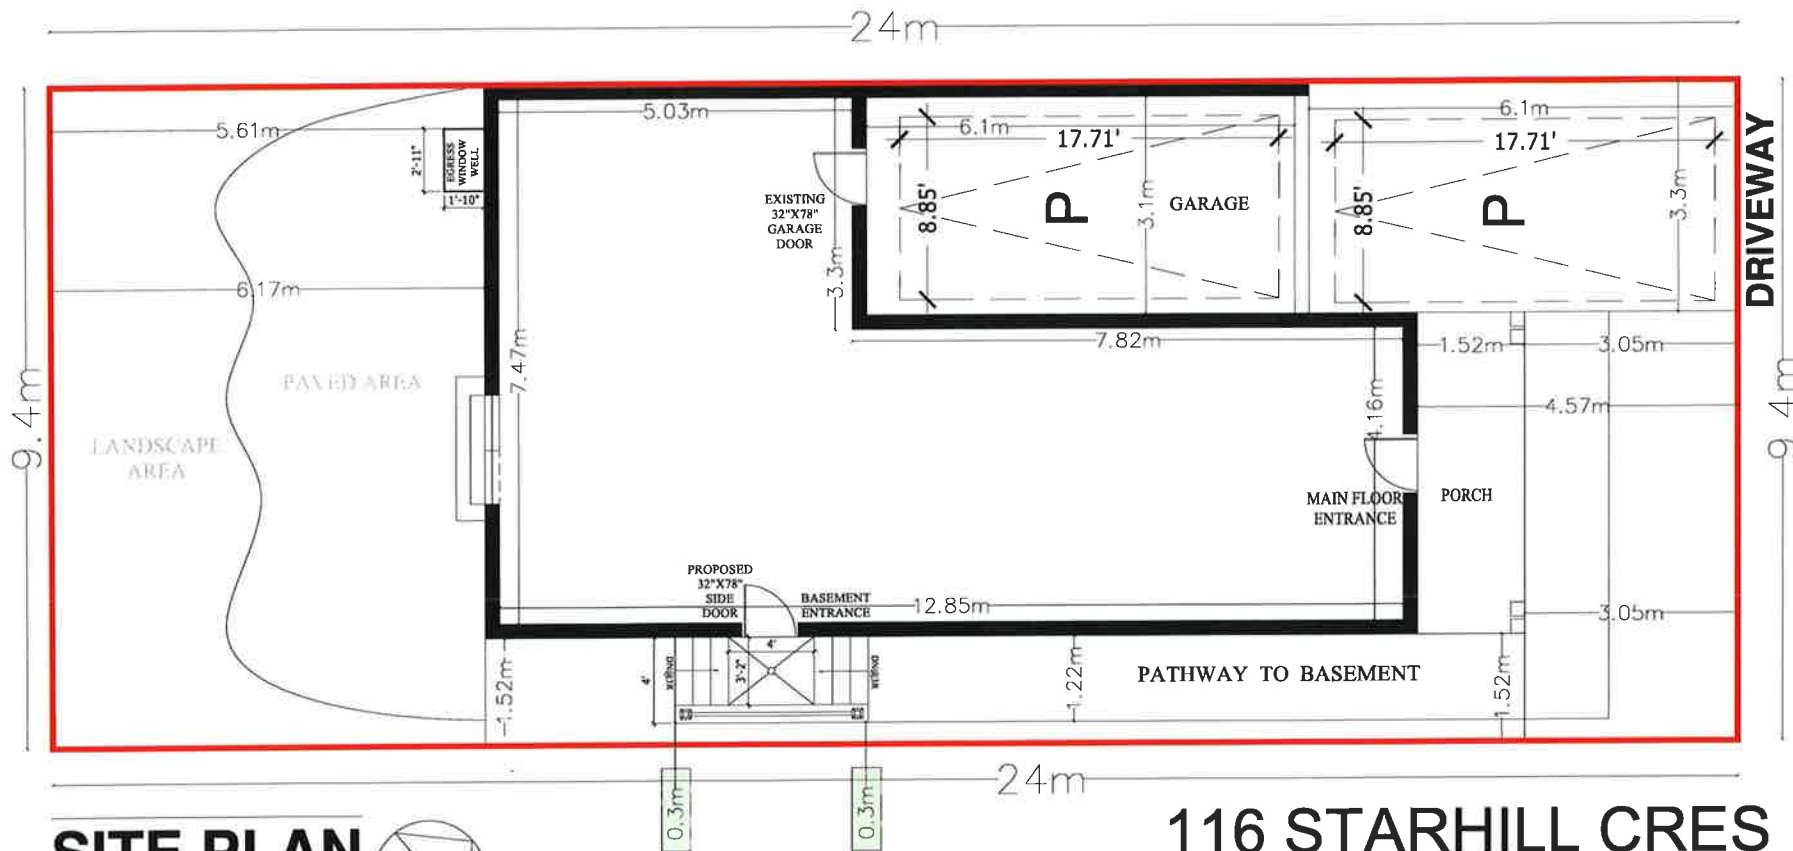 24m
5.61m
5.03m
6.1m
17.71'
6.1m
17.71'
2'-11"
EGRESS
WINDOW
WELL
1'-10"
EXISTING
32"X78"
GARAGE
DOOR
8.85'
P
3.1m
GARAGE
8.85'
P
3.3m
DRIVEWAY
3.3m
6.17m
7.47m
7.82m
1.52m
3.05m
9.4m
PAVED AREA
LANDSCAPE
AREA
4.16m
4.57m
9.4m
MAIN FLOOR
ENTRANCE
PORCH
PROPOSED
32"X78"
SIDE
DOOR
BASEMENT
ENTRANCE
12.85m
3.05m
1.52m
4'
4'
3'-2"
1.22m
PATHWAY TO BASEMENT
1.52m
0.3m
0.3m
24m
SITE PLAN
116 STARHILL CRES